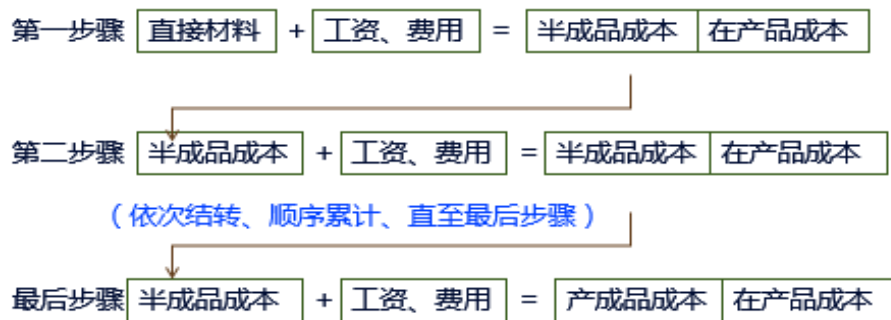 第一步骤 直接材料 + 工资、费用 = 半成品成本 在产品成本
第二步骤 半成品成本 + 工资、费用 = 半成品成本 在产品成本
（依次结转、顺序累计、直至最后步骤）
最后步骤 半成品成本 + 工资、费用 = 产成品成本 在产品成本